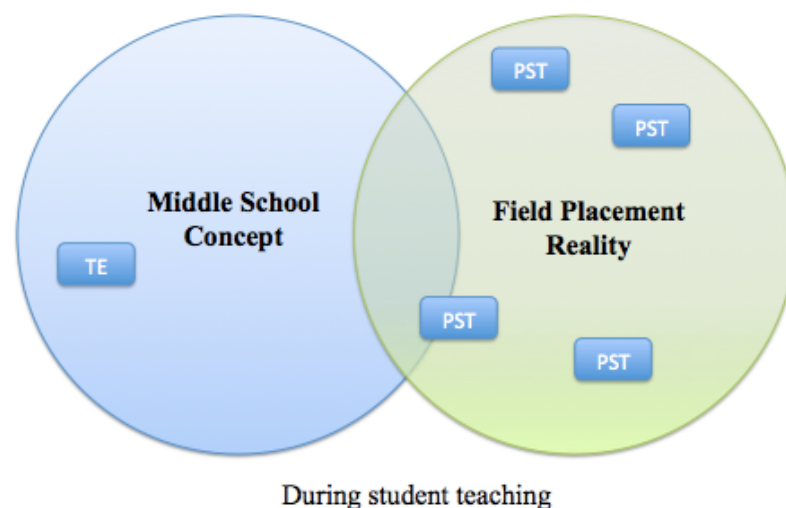 PST
PST
Middle School
Concept
Field Placement
Reality
TE
PST
PST
During student teaching